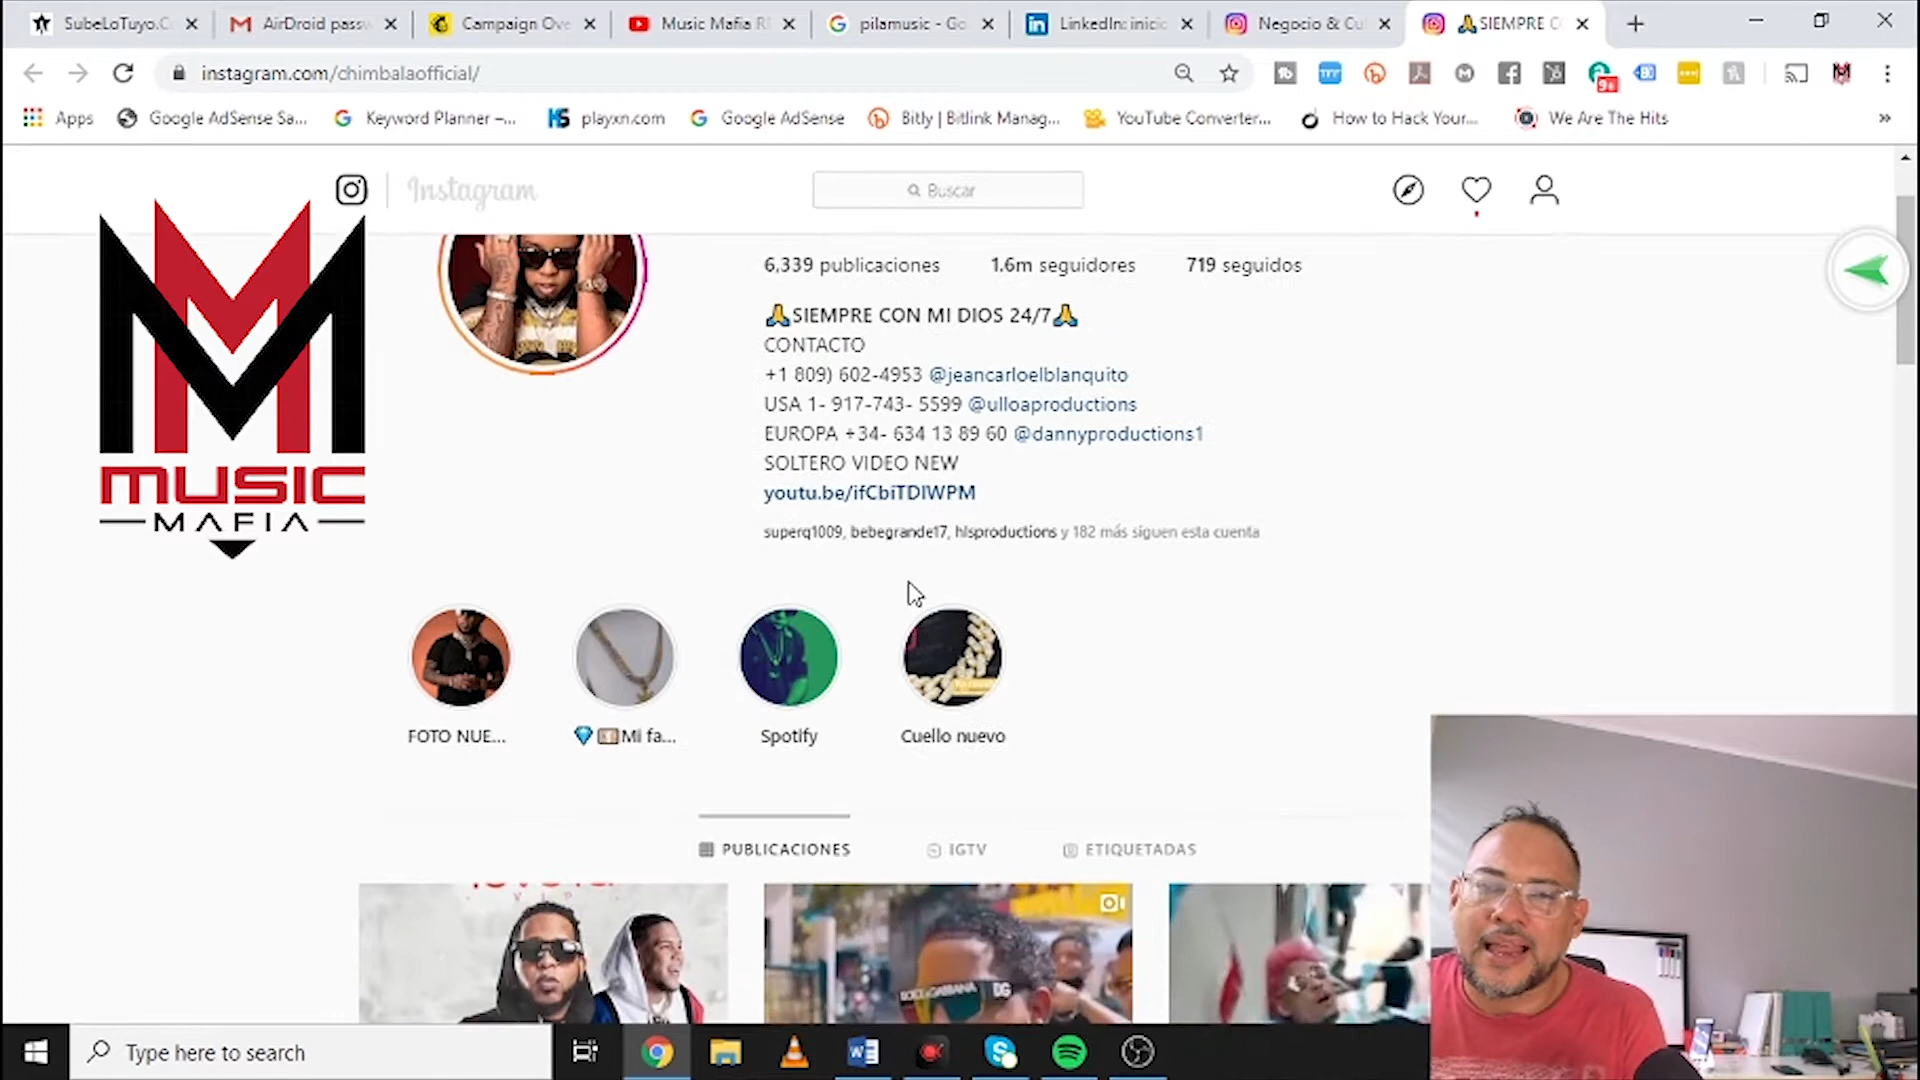 SubeLoTuyo.C
AirDroid passw
Campaign Ove
Music Mafia R
pilamusic - Go
LinkedIn: inicio
Negocio & Cul
🙏SIEMPRE C
instagram.com/chimbalaofficial/
Apps
Google AdSense Sa...
Keyword Planner –...
playxn.com
Google AdSense
Bitly | Bitlink Manag...
YouTube Converter...
How to Hack Your...
We Are The Hits
»
Instagram
Buscar
MUSIC
MAFIA
6,339 publicaciones 1.6m seguidores 719 seguidos
🙏SIEMPRE CON MI DIOS 24/7🙏
CONTACTO
+1 809) 602-4953 @jeancarloelblanquito
USA 1- 917-743- 5599 @ulloaproductions
EUROPA +34- 634 13 89 60 @dannyproductions1
SOLTERO VIDEO NEW
youtu.be/ifCbiTDIWPM
superq1009, bebegrande17, hlsproductions y 182 más siguen esta cuenta
FOTO NUE...
💎💴Mi fa...
Spotify
Cuello nuevo
PUBLICACIONES
IGTV
ETIQUETADAS
DOLCE&GABBANA
DG
Type here to search